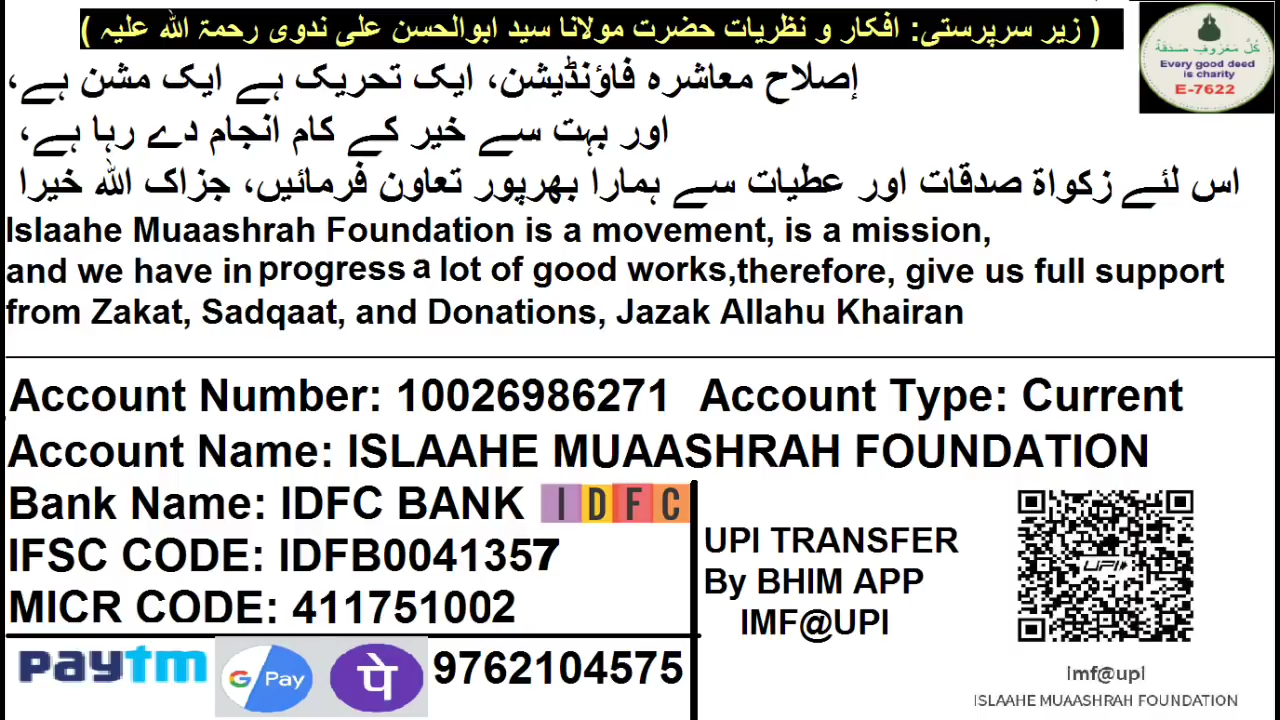 ( زیر سرپرستی: افکار و نظریات حضرت مولانا سید ابوالحسن علی ندوی رحمۃ اللہ علیہ )
كُلُّ مَعْرُوفٍ صَدَقَةٌ
Every good deed
is charity
E-7622
إصلاح معاشرہ فاؤنڈیشن، ایک تحریک ہے ایک مشن ہے،
اور بہت سے خیر کے کام انجام دے رہا ہے،
اس لئے زکواۃ صدقات اور عطیات سے ہمارا بھرپور تعاون فرمائیں، جزاک اللہ خیرا
Islaahe Muaashrah Foundation is a movement, is a mission,
and we have in progress a lot of good works,therefore, give us full support
from Zakat, Sadqaat, and Donations, Jazak Allahu Khairan
Account Number: 10026986271 Account Type: Current
Account Name: ISLAAHE MUAASHRAH FOUNDATION
Bank Name: IDFC BANK IDFC
IFSC CODE: IDFB0041357
MICR CODE: 411751002
paytm G Pay पे 9762104575
UPI TRANSFER
By BHIM APP
IMF@UPI
UPI
imf@upi
ISLAAHE MUAASHRAH FOUNDATION